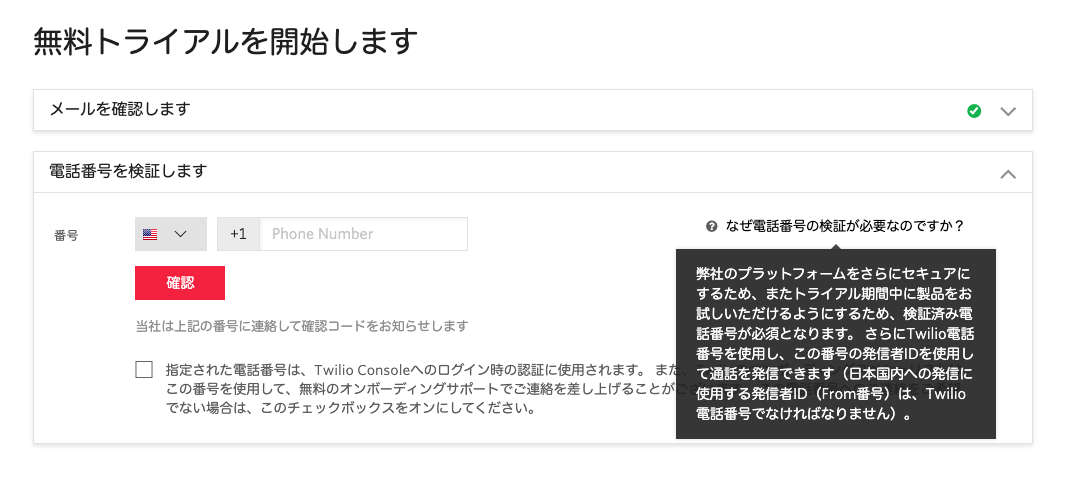 無料トライアルを開始します
メールを確認します
電話番号を検証します
番号
+1
Phone Number
なぜ電話番号の検証が必要なのですか？
確認
弊社のプラットフォームをさらにセキュアに
するため、またトライアル期間中に製品をお
試しいただけるようにするため、検証済み電
話番号が必須となります。 さらにTwilio電話
番号を使用し、この番号の発信者IDを使用し
て通話を発信できます（日本国内への発信に
使用する発信者ID（From番号）は、Twilio
電話番号でなければなりません）。
当社は上記の番号に連絡して確認コードをお知らせします
指定された電話番号は、Twilio Consoleへのログイン時の認証に使用されます。 また、
この番号を使用して、無料のオンボーディングサポートでご連絡を差し上げることがご
でない場合は、このチェックボックスをオンにしてください。